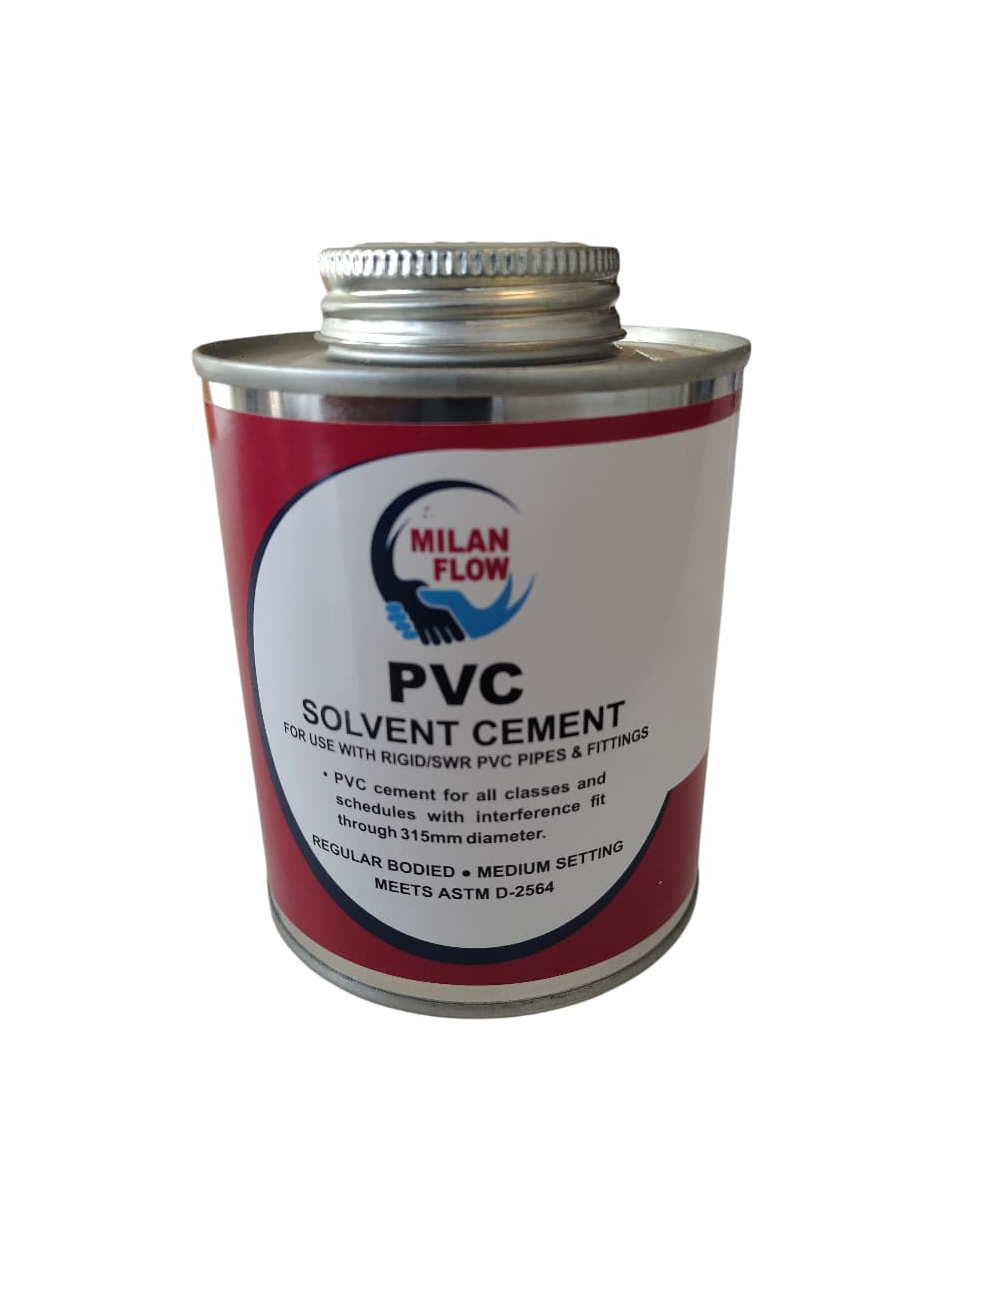 MILAN
FLOW
PVC
SOLVENT CEMENT
FOR USE WITH RIGID/SWR PVC PIPES & FITTINGS
• PVC cement for all classes and
schedules with interference fit
through 315mm diameter.
REGULAR BODIED ● MEDIUM SETTING
MEETS ASTM D-2564